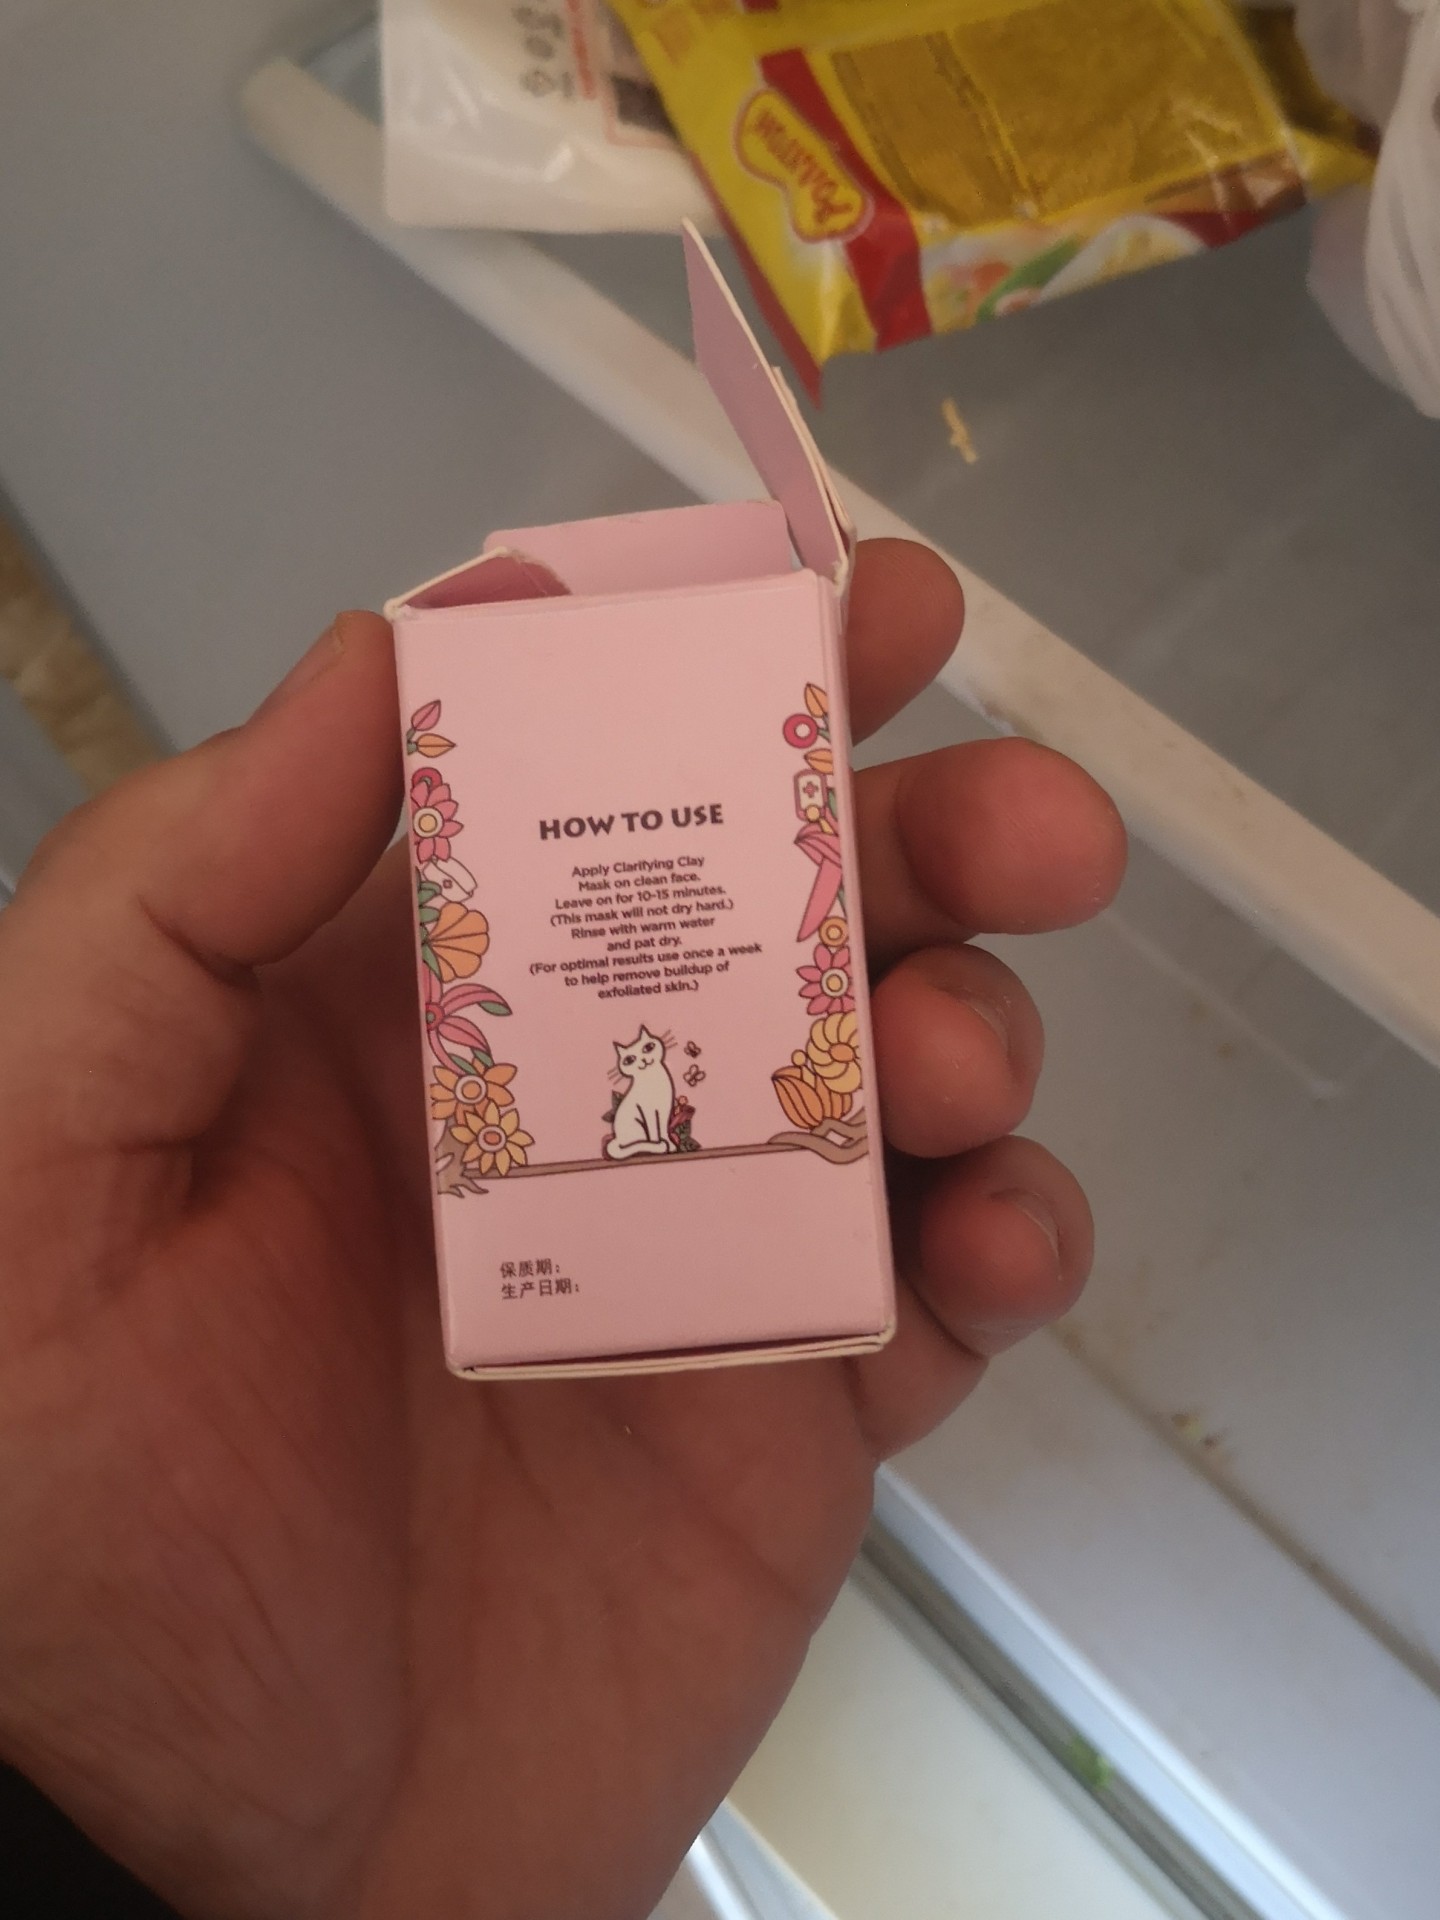 Роллтон
HOW TO USE
Apply Clarifying Clay
Mask on clean face.
Leave on for 10-15 minutes.
(This mask will not dry hard.)
Rinse with warm water
and pat dry.
(For optimal results use once a week
to help remove buildup of
exfoliated skin.)
保质期:
生产日期: